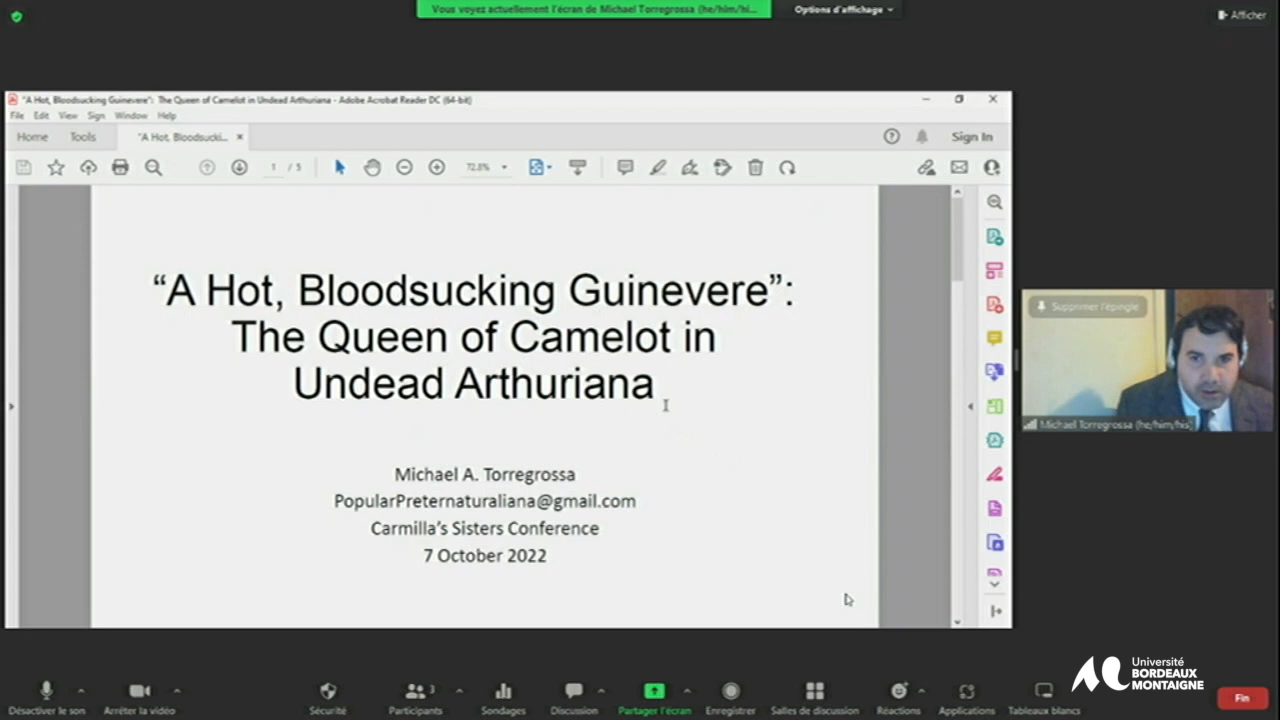 Vous voyez actuellement l'écran de Michael Torregrossa (he/him/hi...
Options d'affichage
Afficher
"A Hot, Bloodsucking Guinevere": The Queen of Camelot in Undead Arthuriana - Adobe Acrobat Reader DC (64-bit)
File Edit View Sign Window Help
Home Tools "A Hot, Bloodsucki... × Sign In
1 / 5 72.8%
“A Hot, Bloodsucking Guinevere”:
The Queen of Camelot in
Undead Arthuriana
Michael A. Torregrossa
PopularPreternaturaliana@gmail.com
Carmilla’s Sisters Conference
7 October 2022
Supprimer l'épingle
Michael Torregrossa (he/him/his)
Université
BORDEAUX
MONTAIGNE
3
Désactiver le son Arrêter la vidéo Sécurité Participants Sondages Discussion Partager l'écran Enregistrer Salles de discussion Réactions Applications Tableaux blancs
Fin